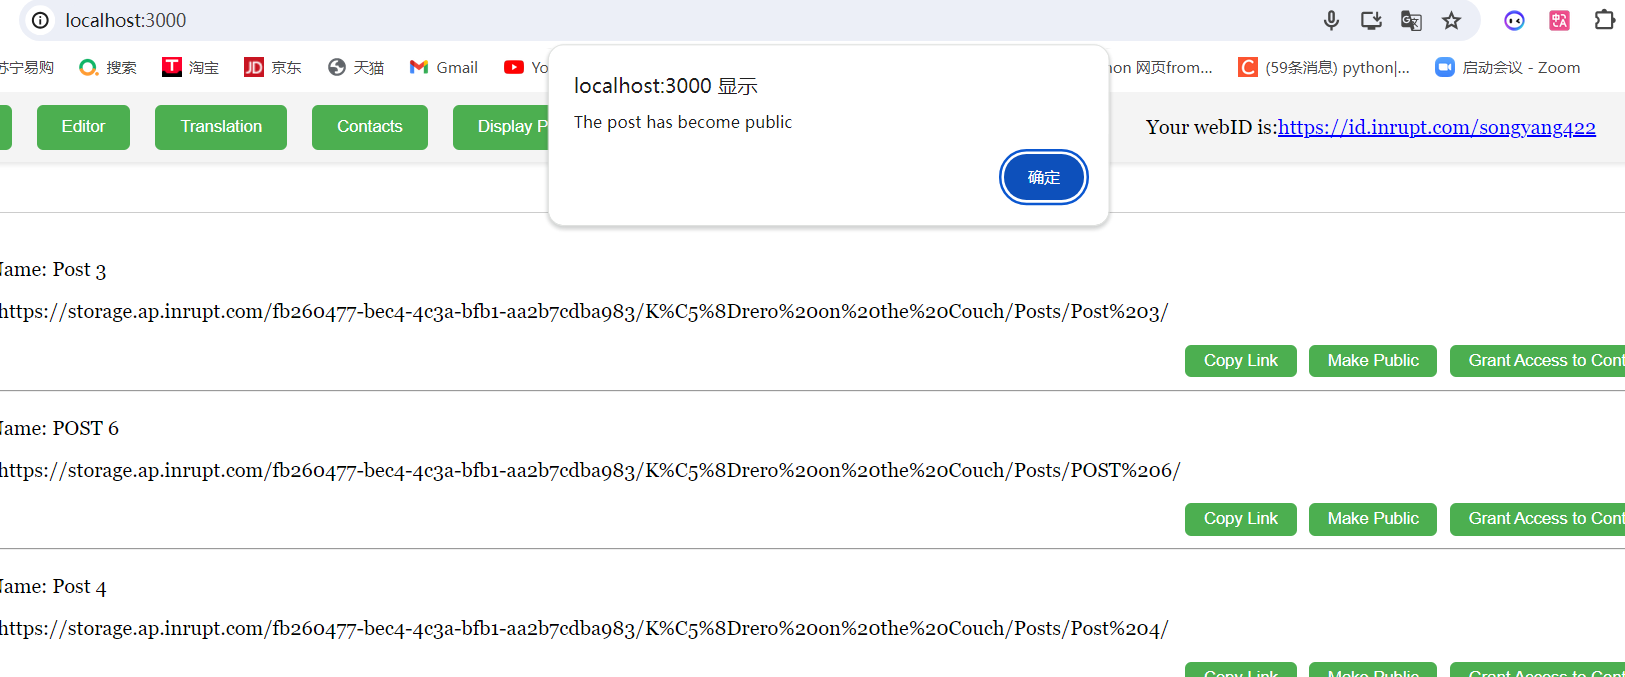 localhost:3000
苏宁易购 搜索 淘宝 京东 天猫 Gmail Yo 网页from... (59条消息) python|... 启动会议 - Zoom
localhost:3000 显示
The post has become public
确定
Editor Translation Contacts Display P Your webID is:https://id.inrupt.com/songyang422
Name: Post 3
https://storage.ap.inrupt.com/fb260477-bec4-4c3a-bfb1-aa2b7cdba983/K%C5%8Drero%20on%20the%20Couch/Posts/Post%203/
Copy Link Make Public Grant Access to Cont
Name: POST 6
https://storage.ap.inrupt.com/fb260477-bec4-4c3a-bfb1-aa2b7cdba983/K%C5%8Drero%20on%20the%20Couch/Posts/POST%206/
Copy Link Make Public Grant Access to Cont
Name: Post 4
https://storage.ap.inrupt.com/fb260477-bec4-4c3a-bfb1-aa2b7cdba983/K%C5%8Drero%20on%20the%20Couch/Posts/Post%204/
Copy Link Make Public Grant Access to Cont